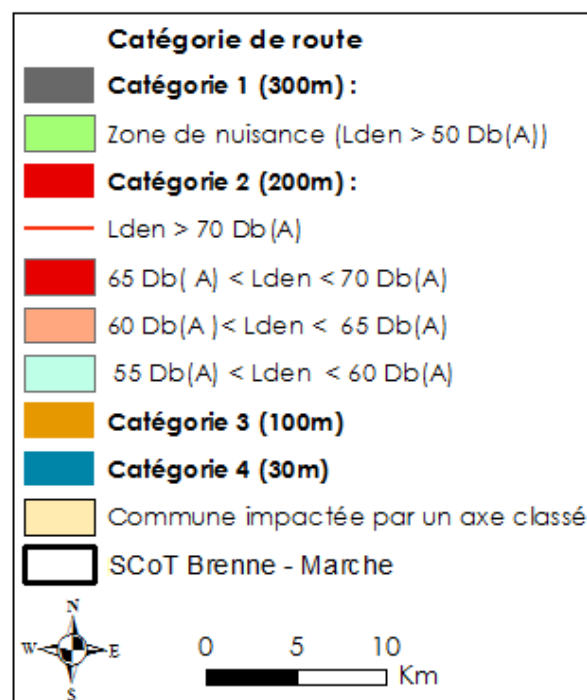 Catégorie de route
Catégorie 1 (300m) :
Zone de nuisance (Lden > 50 Db(A))
Catégorie 2 (200m) :
Lden > 70 Db(A)
65 Db( A) < Lden < 70 Db(A)
60 Db(A )< Lden < 65 Db(A)
55 Db(A) < Lden < 60 Db(A)
Catégorie 3 (100m)
Catégorie 4 (30m)
Commune impactée par un axe classé
SCoT Brenne - Marche
N
W E
S
0 5 10
Km